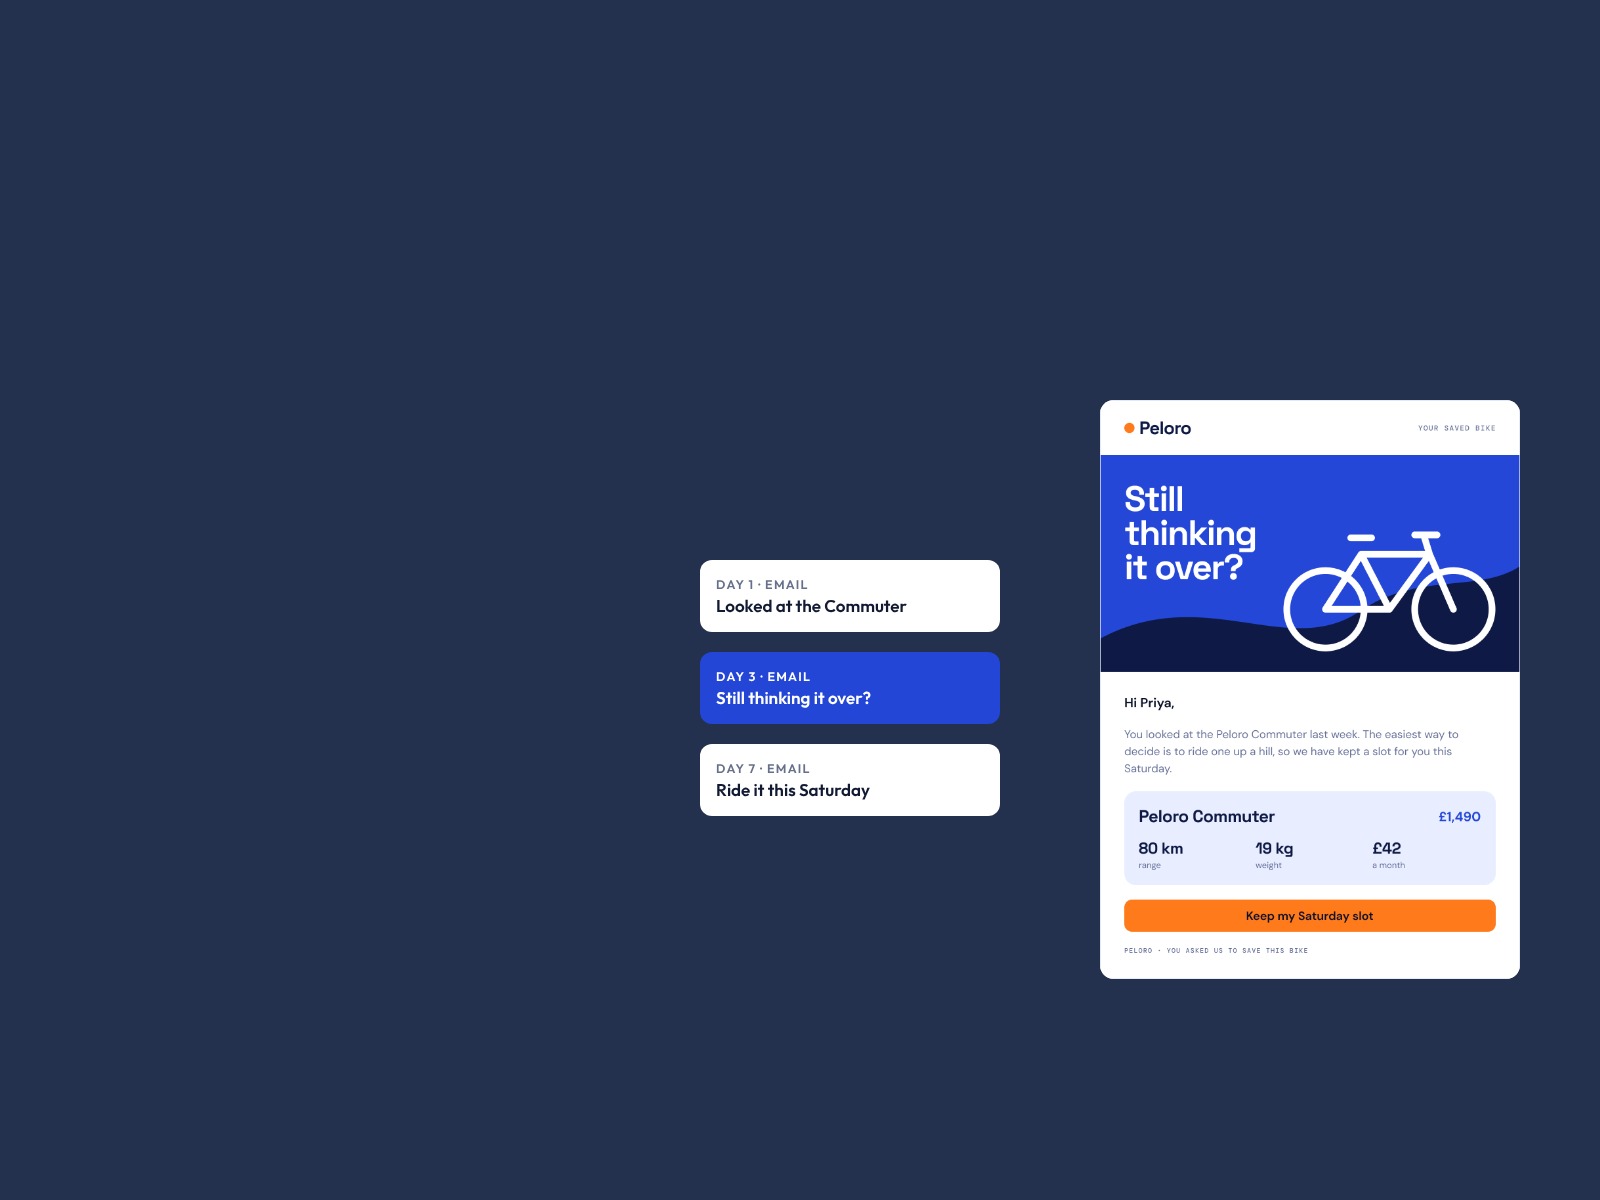 DAY 1 · EMAIL
Looked at the Commuter
DAY 3 · EMAIL
Still thinking it over?
DAY 7 · EMAIL
Ride it this Saturday
Peloro
YOUR SAVED BIKE
Still
thinking
it over?
Hi Priya,
You looked at the Peloro Commuter last week. The easiest way to
decide is to ride one up a hill, so we have kept a slot for you this
Saturday.
Peloro Commuter
£1,490
80 km
19 kg
£42
range
weight
a month
Keep my Saturday slot
PELORO · YOU ASKED US TO SAVE THIS BIKE